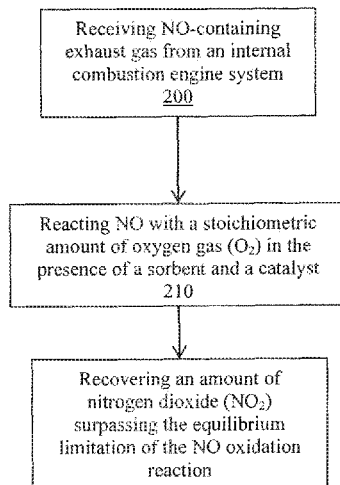 Receiving NO-containing
exhaust gas from an internal
combustion engine system
200
Reacting NO with a stoichiometric
amount of oxygen gas (O₂) in the
presence of a sorbent and a catalyst
210
Recovering an amount of
nitrogen dioxide (NO₂)
surpassing the equilibrium
limitation of the NO oxidation
reaction